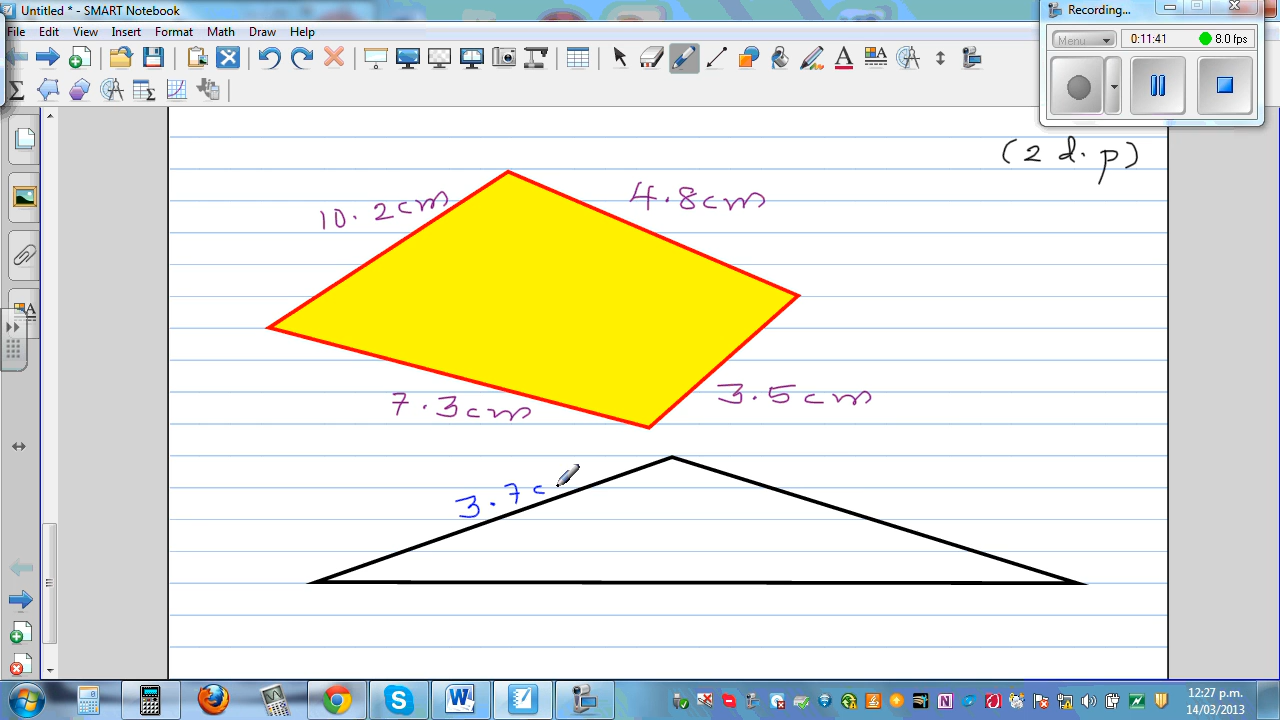 Untitled * - SMART Notebook
File Edit View Insert Format Math Draw Help
Recording...
Menu 0:11:41 8.0 fps
(2 d.p)
10.2cm
4.8cm
7.3cm
3.5cm
3.7c
12:27 p.m.
14/03/2013